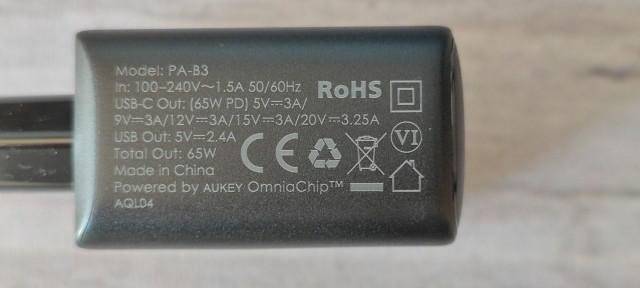 Model: PA-B3
In: 100-240V~1.5A 50/60Hz
RoHS
USB-C Out: (65W PD) 5V⎓3A/
9V⎓3A/12V⎓3A/15V⎓3A/20V⎓3.25A
USB Out: 5V⎓2.4A
VI
Total Out: 65W
CE
Made in China
Powered by AUKEY OmniaChip™
AQL04